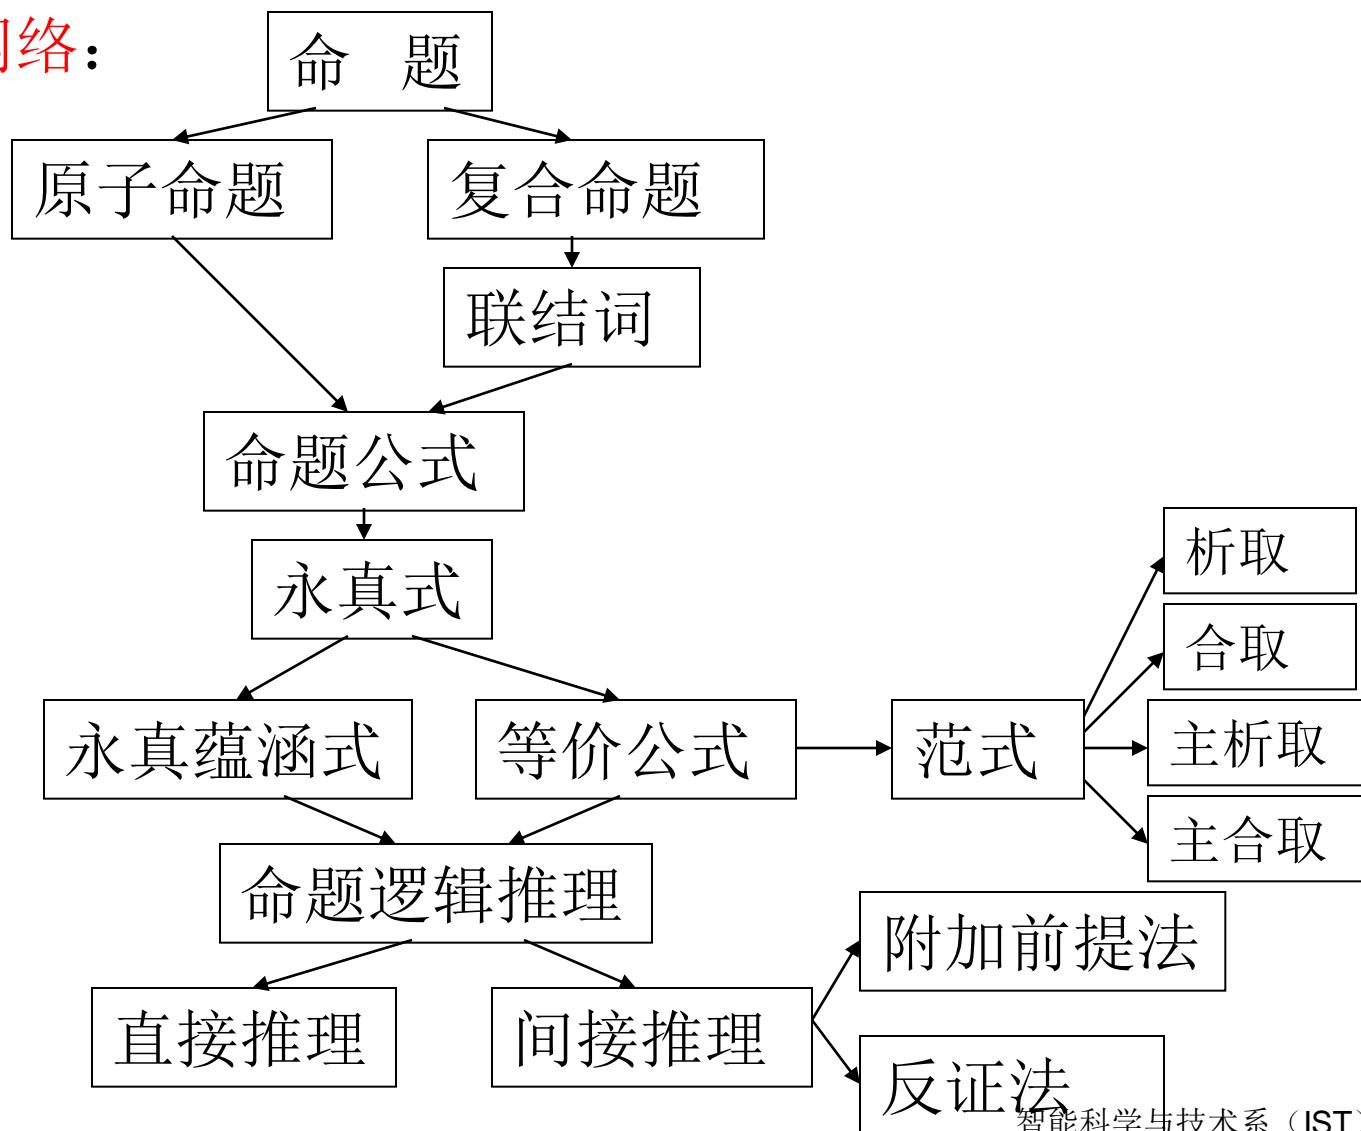 络：
命 题
原子命题
复合命题
联结词
命题公式
永真式
永真蕴涵式
等价公式
范式
析取
合取
主析取
主合取
命题逻辑推理
直接推理
间接推理
附加前提法
反证法
智能科学与技术系（IST）